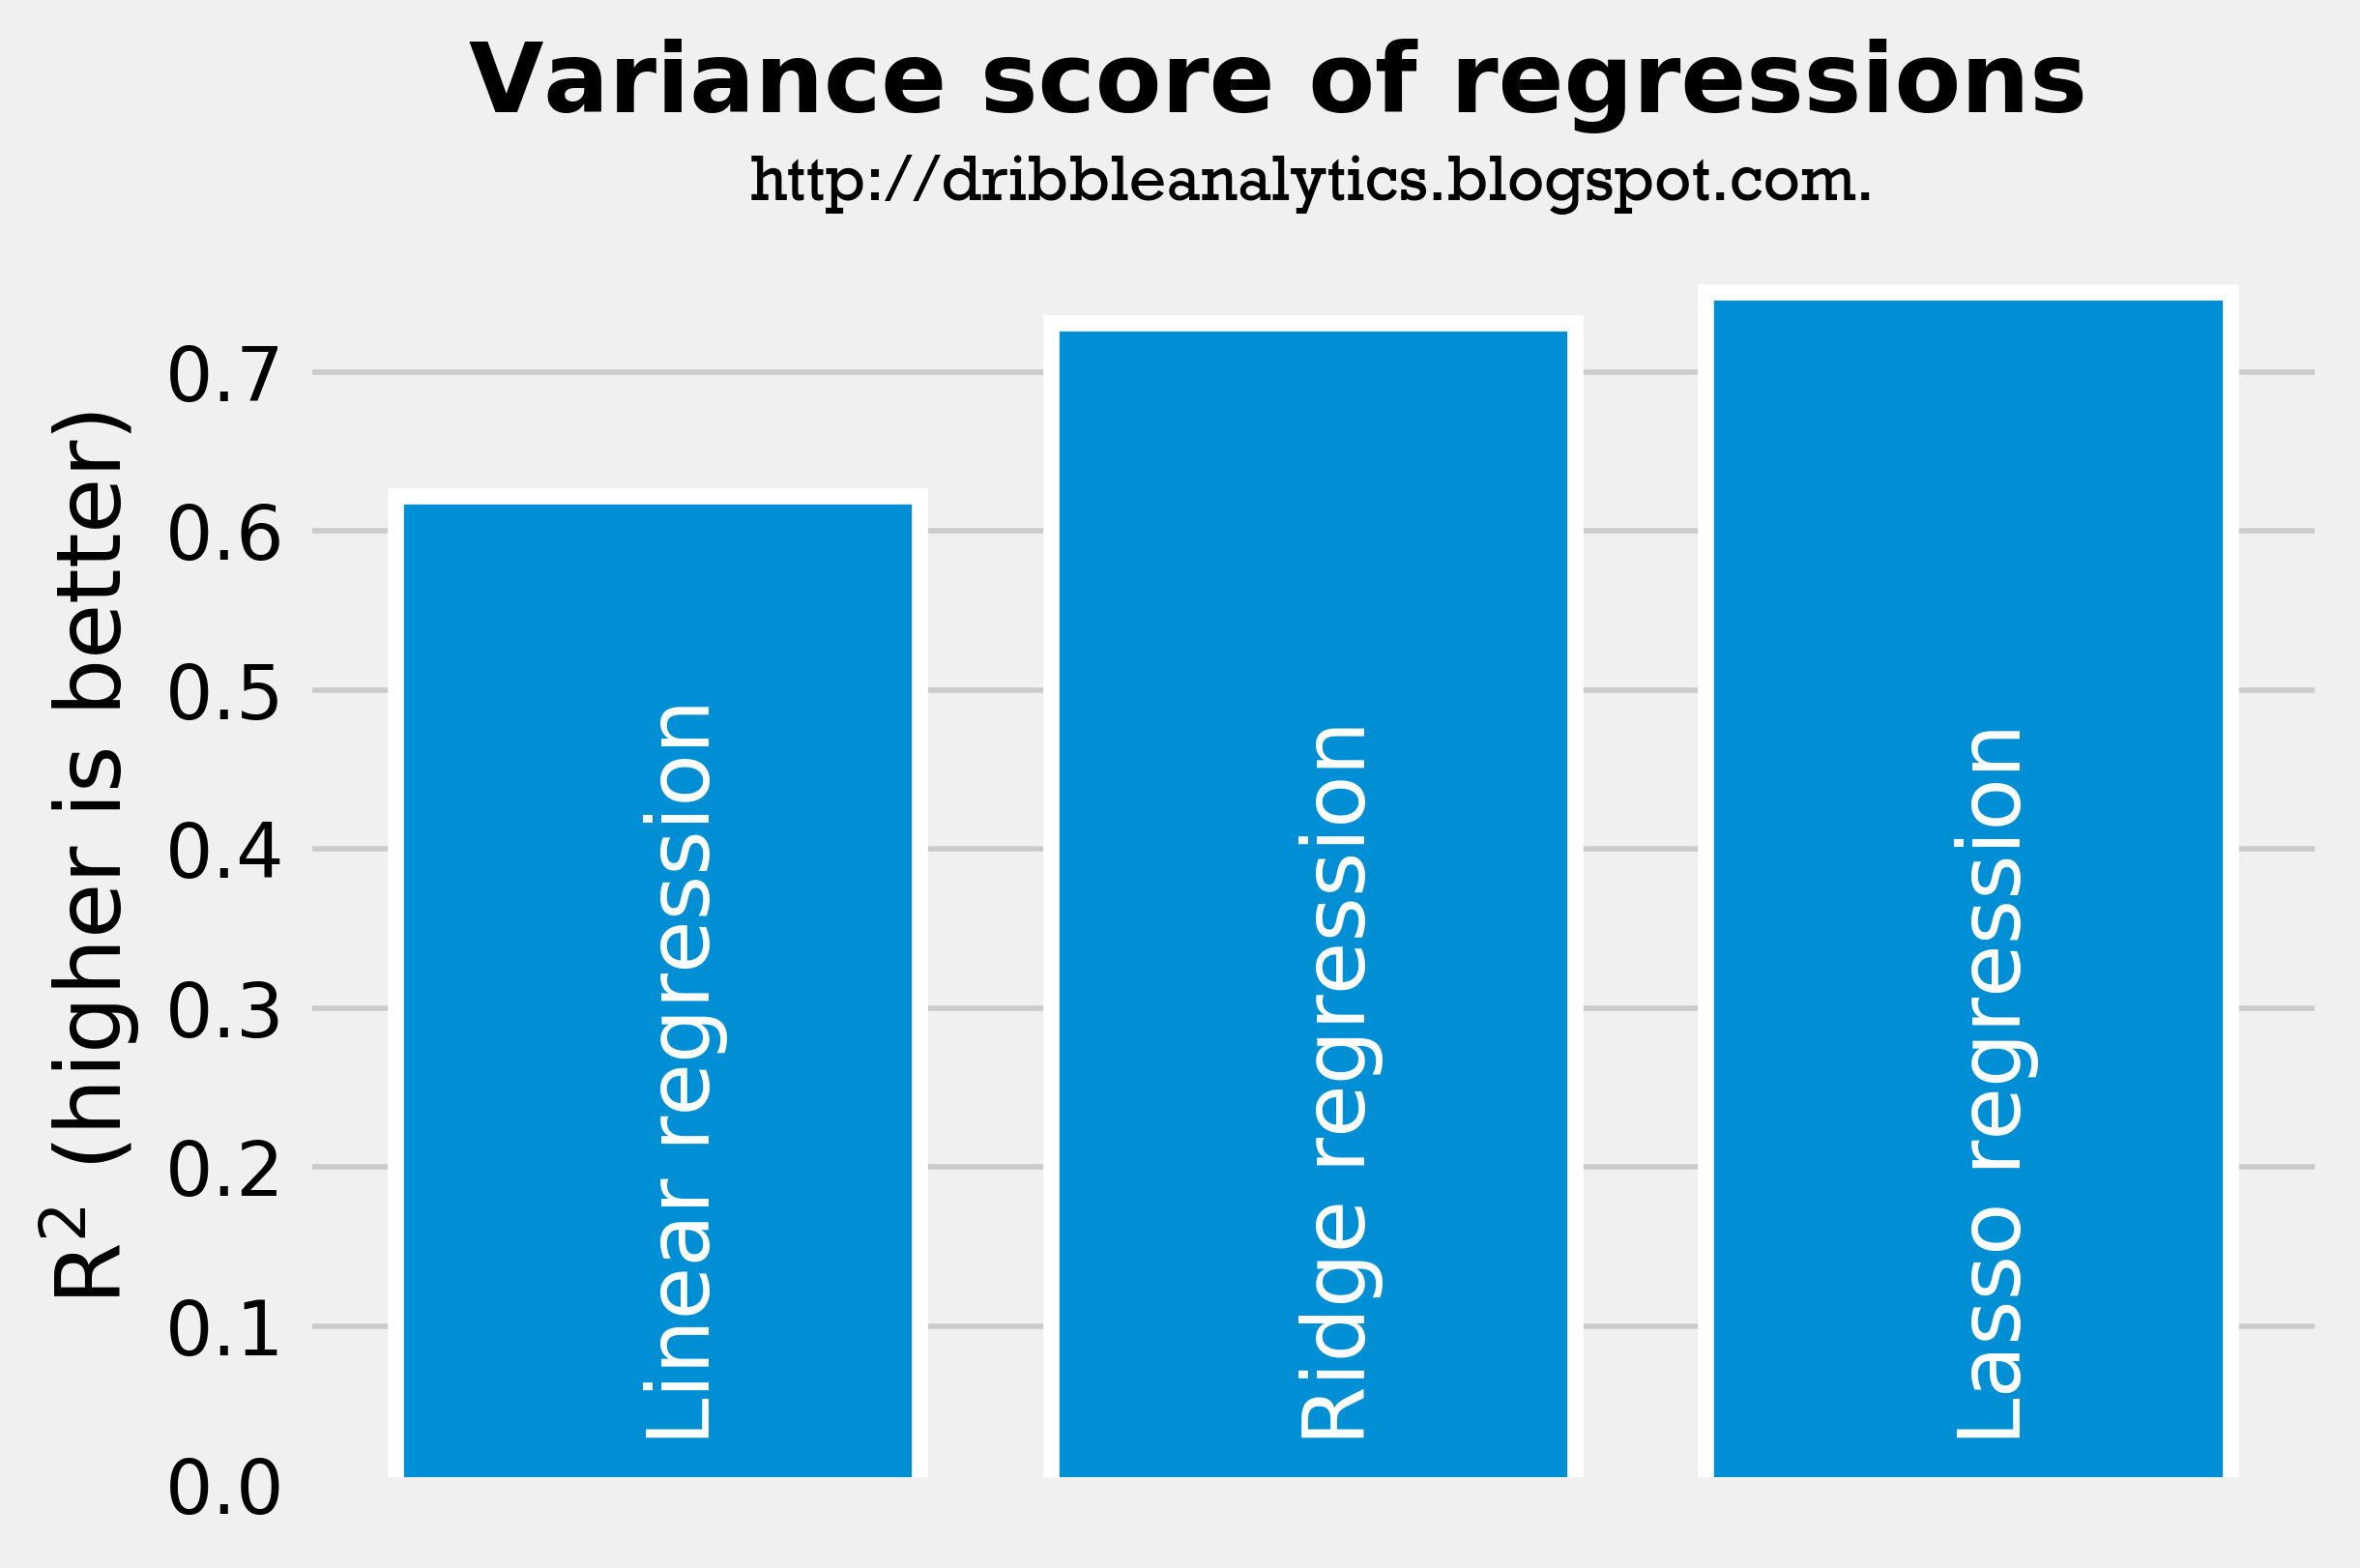 Variance score of regressions
http://dribbleanalytics.blogspot.com.
R² (higher is better)
0.7
0.6
0.5
0.4
0.3
0.2
0.1
0.0
Linear regression
Ridge regression
Lasso regression